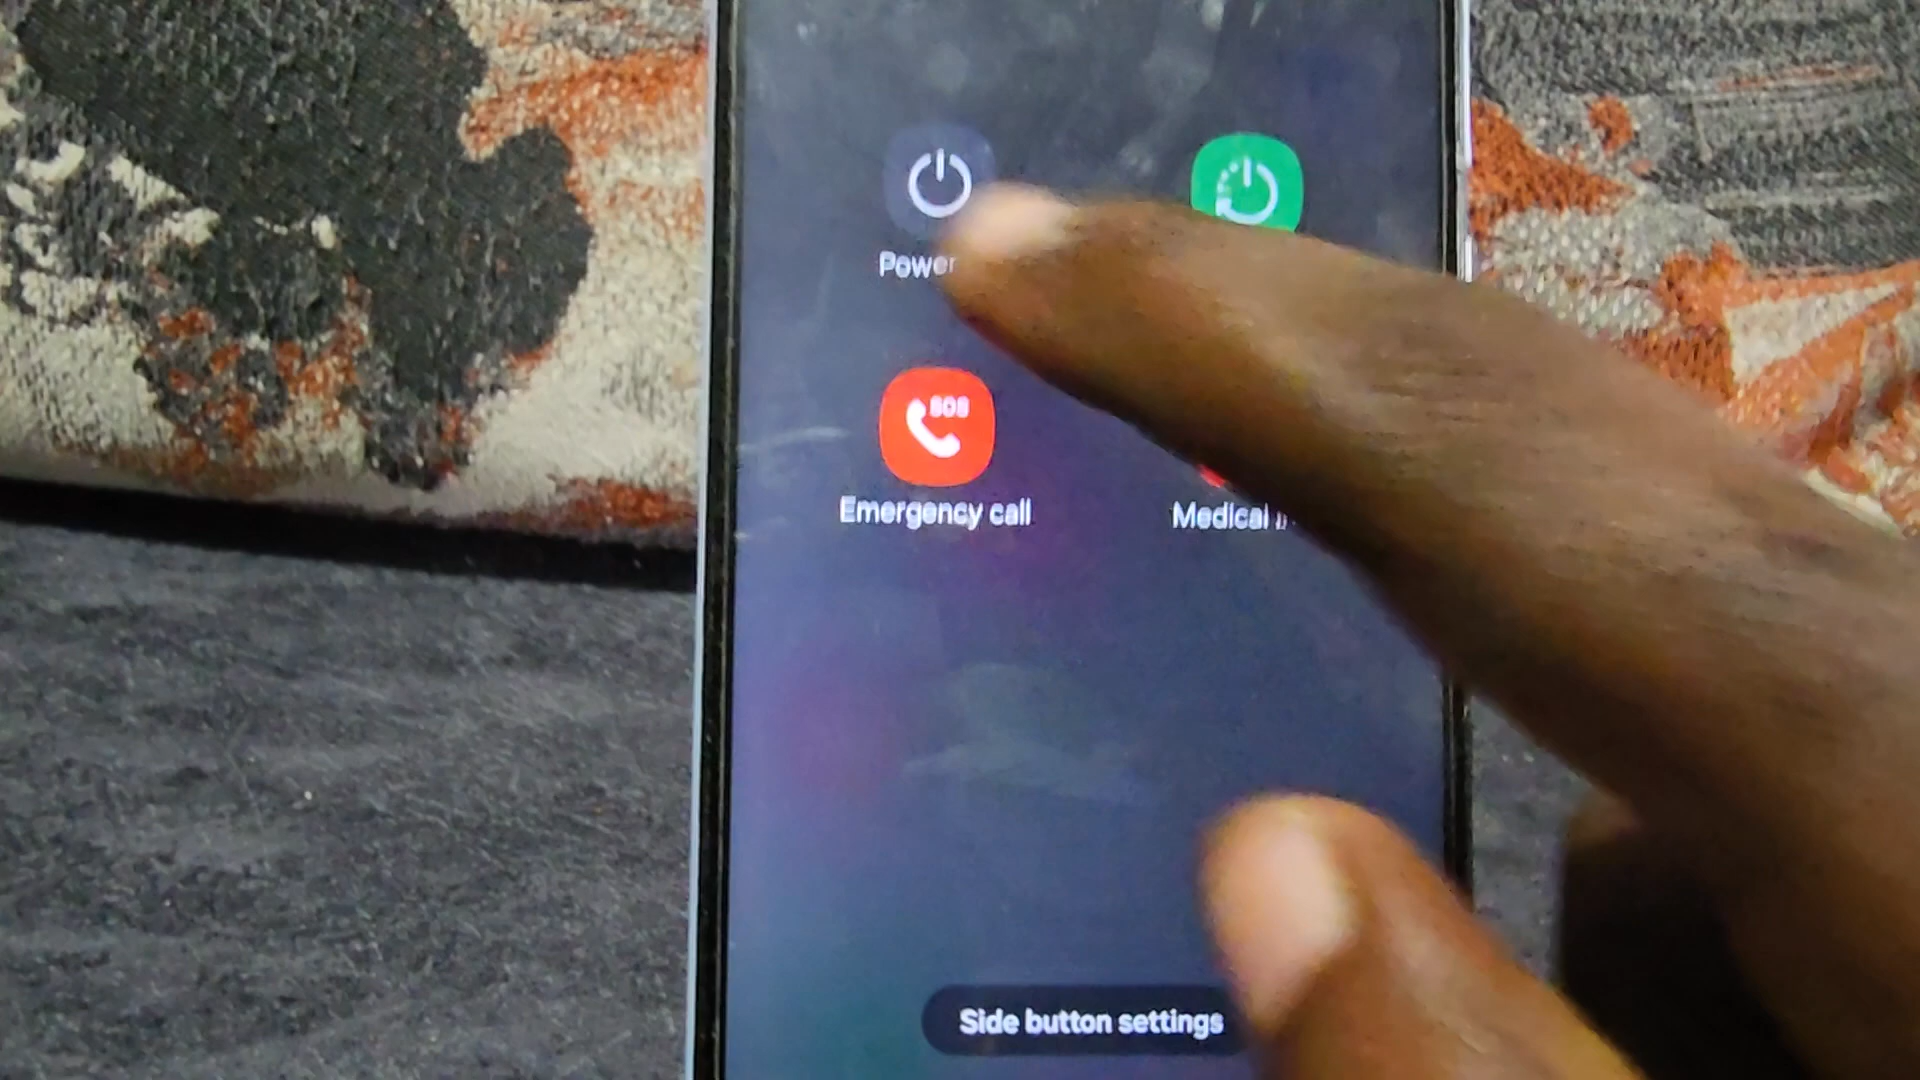 Power
SOS
Emergency call
Medical
Side button settings